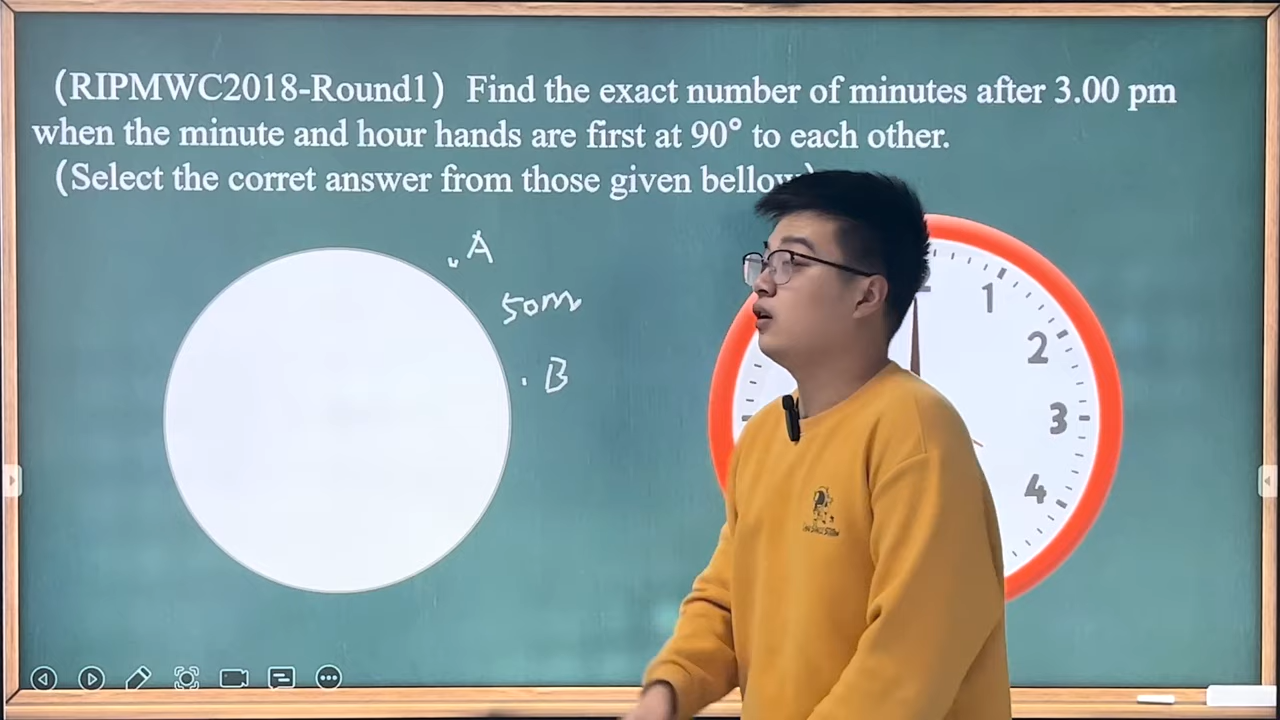 （RIPMWC2018-Round1）Find the exact number of minutes after 3.00 pm
when the minute and hour hands are first at 90° to each other.
（Select the corret answer from those given bellow
A
50m
B
1
2
3
4